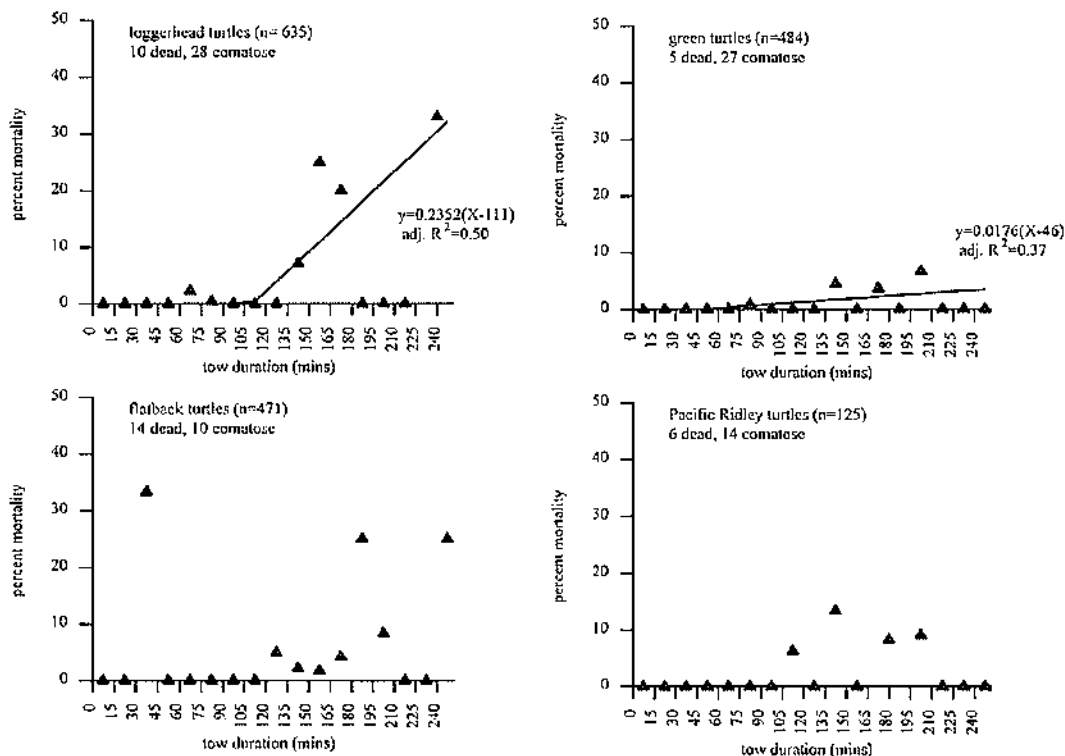 50
40
30
20
10
0
percent mortality
loggerhead turtles (n= 635)
10 dead, 28 comatose
y=0.2352(X-111)
adj. R2=0.50
0 15 30 45 60 75 90 105 120 135 150 165 180 195 210 225 240
tow duration (mins)
50
40
30
20
10
0
percent mortality
green turtles (n=484)
5 dead, 27 comatose
y=0.0176(X+46)
adj. R2=0.37
0 15 30 45 60 75 90 105 120 135 150 165 180 195 210 225 240
tow duration (mins)
50
40
30
20
10
0
percent mortality
flatback turtles (n=471)
14 dead, 10 comatose
0 15 30 45 60 75 90 105 120 135 150 165 180 195 210 225 240
tow duration (mins)
50
40
30
20
10
0
percent mortality
Pacific Ridley turtles (n=125)
6 dead, 14 comatose
0 15 30 45 60 75 90 105 120 135 150 165 180 195 210 225 240
tow duration (mins)